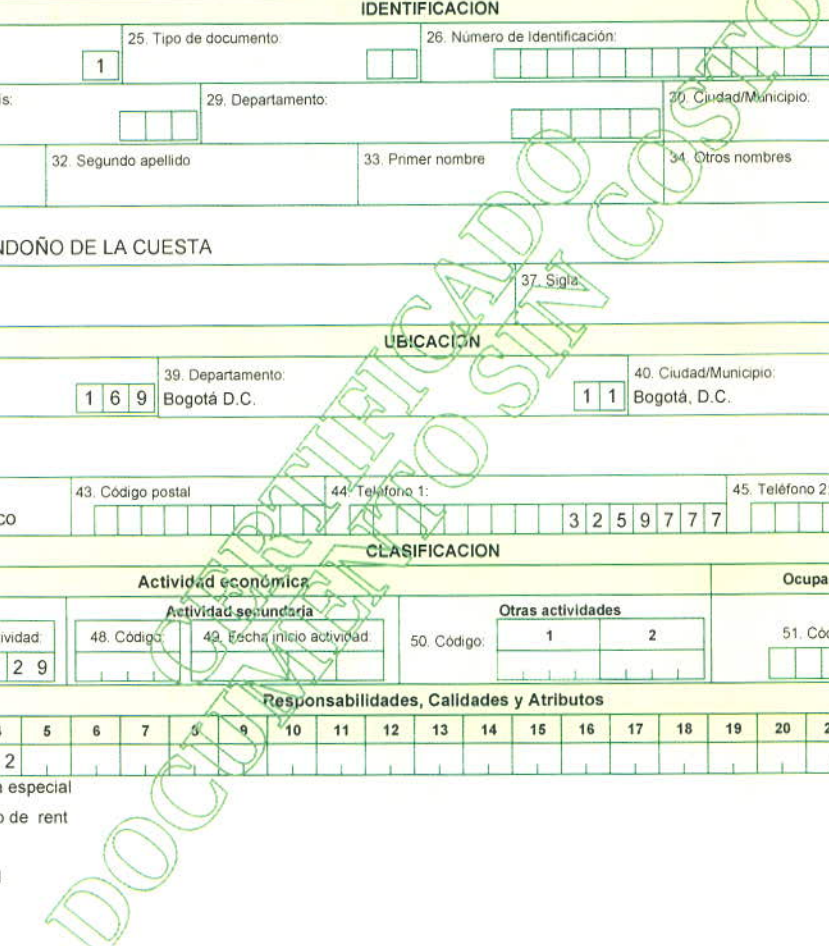 IDENTIFICACION
25. Tipo de documento: 26. Número de Identificación:
1
is: 29. Departamento: 30. Ciudad/Municipio:
32. Segundo apellido 33. Primer nombre 34. Otros nombres
NDOÑO DE LA CUESTA
37. Sigla:
UBICACIÓN
39. Departamento: 40. Ciudad/Municipio:
1 6 9 Bogotá D.C. 1 1 Bogotá, D.C.
43. Código postal 44. Teléfono 1: 45. Teléfono 2:
co 3 2 5 9 7 7 7
CLASIFICACION
Actividad económica Ocupa
Actividad secundaria Otras actividades
ividad: 48. Código: 49. Fecha inicio actividad: 50. Código: 1 2 51. Cód
2 9
Responsabilidades, Calidades y Atributos
5 6 7 8 9 10 11 12 13 14 15 16 17 18 19 20 2
2
a especial
o de rent
CERTIFICADO
DOCUMENTO SIN COSTO